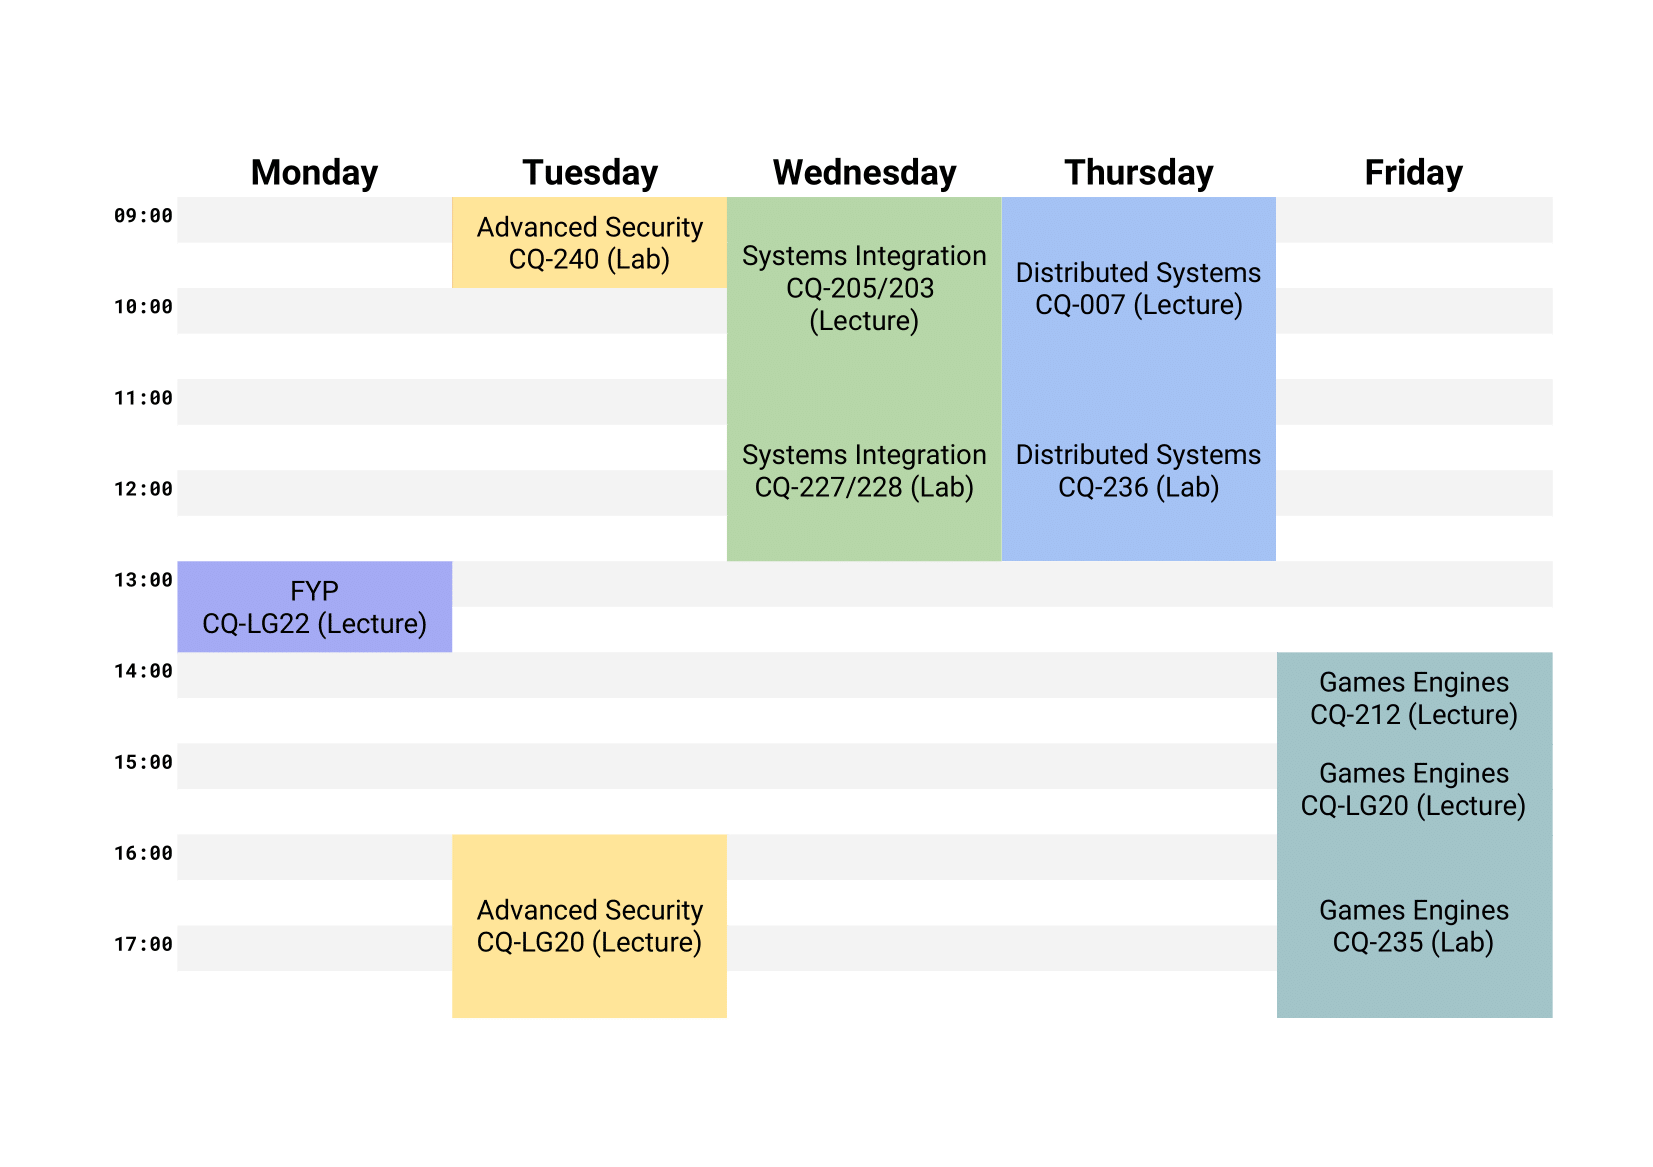 Monday Tuesday Wednesday Thursday Friday
09:00
Advanced Security
CQ-240 (Lab)
Systems Integration
CQ-205/203
(Lecture)
Distributed Systems
CQ-007 (Lecture)
10:00
11:00
Systems Integration
CQ-227/228 (Lab)
Distributed Systems
CQ-236 (Lab)
12:00
13:00
FYP
CQ-LG22 (Lecture)
14:00
Games Engines
CQ-212 (Lecture)
15:00
Games Engines
CQ-LG20 (Lecture)
16:00
Advanced Security
CQ-LG20 (Lecture)
Games Engines
CQ-235 (Lab)
17:00